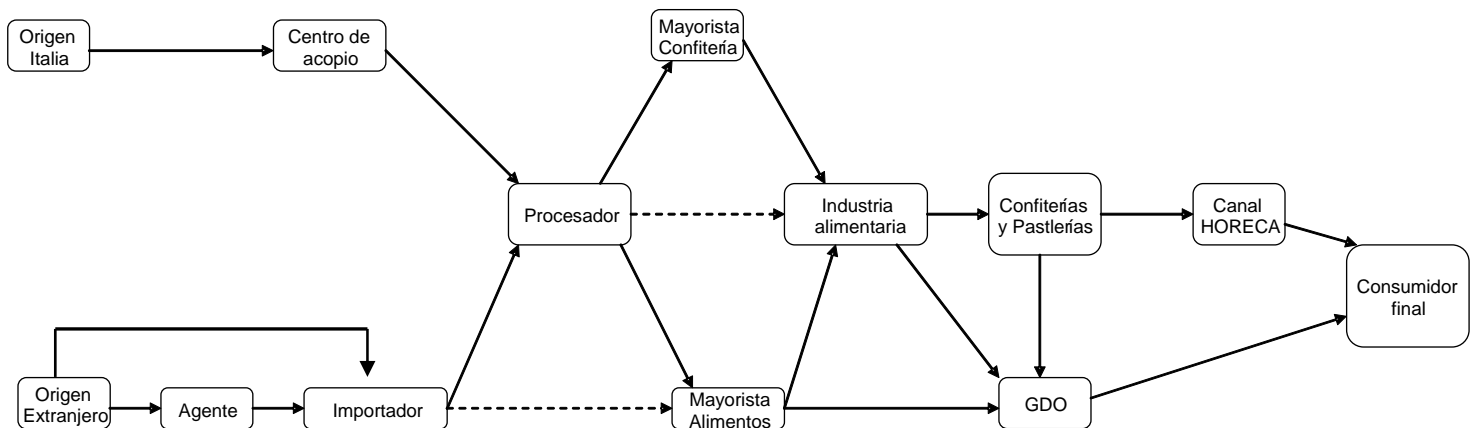 Origen
Italia
Centro de
acopio
Mayorista
Confitería
Procesador
Industria
alimentaria
Confiterías
y Pastlerías
Canal
HORECA
Consumidor
final
Origen
Extranjero
Agente
Importador
Mayorista
Alimentos
GDO